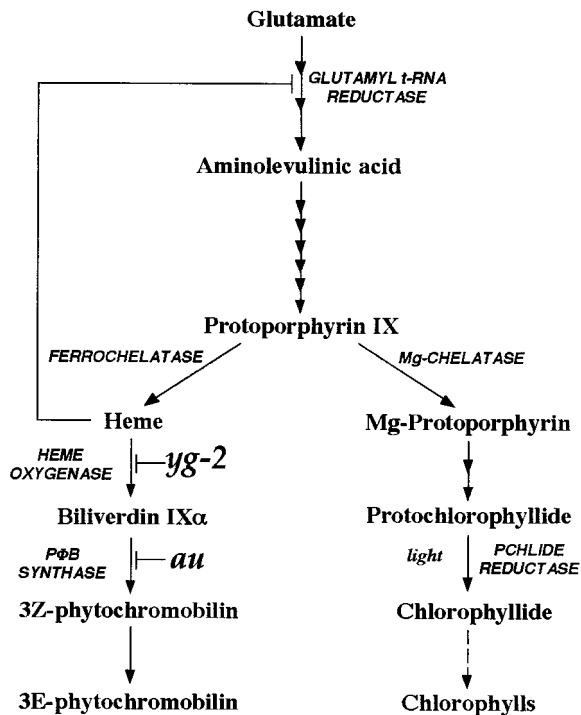 Glutamate
GLUTAMYL t-RNA
REDUCTASE
Aminolevulinic acid
Protoporphyrin IX
FERROCHELATASE
Mg-CHELATASE
Heme
Mg-Protoporphyrin
HEME
OXYGENASE
yg-2
Biliverdin IXα
Protochlorophyllide
PΦB
SYNTHASE
au
light
PCHLIDE
REDUCTASE
3Z-phytochromobilin
Chlorophyllide
3E-phytochromobilin
Chlorophylls